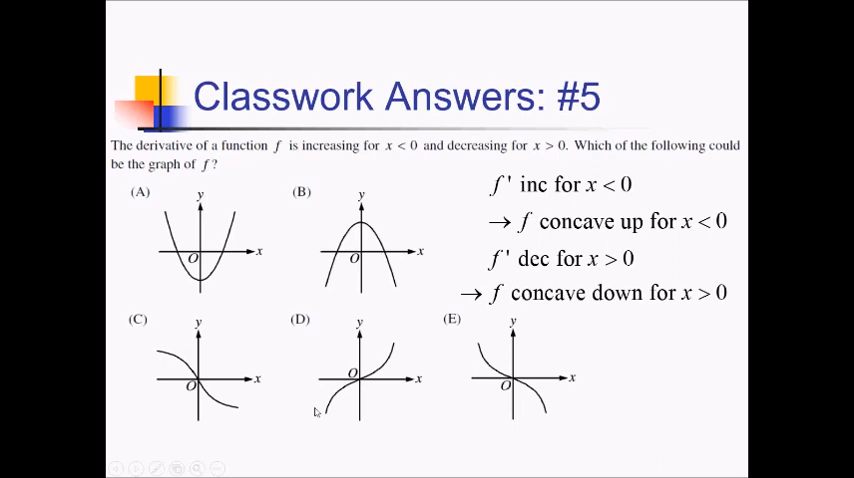 Classwork Answers: #5
The derivative of a function f is increasing for x < 0 and decreasing for x > 0. Which of the following could
be the graph of f ?
f ' inc for x < 0
→ f concave up for x < 0
f ' dec for x > 0
→ f concave down for x > 0
(A)
y
x
O
(B)
y
x
O
(C)
y
x
O
(D)
y
x
O
(E)
y
x
O